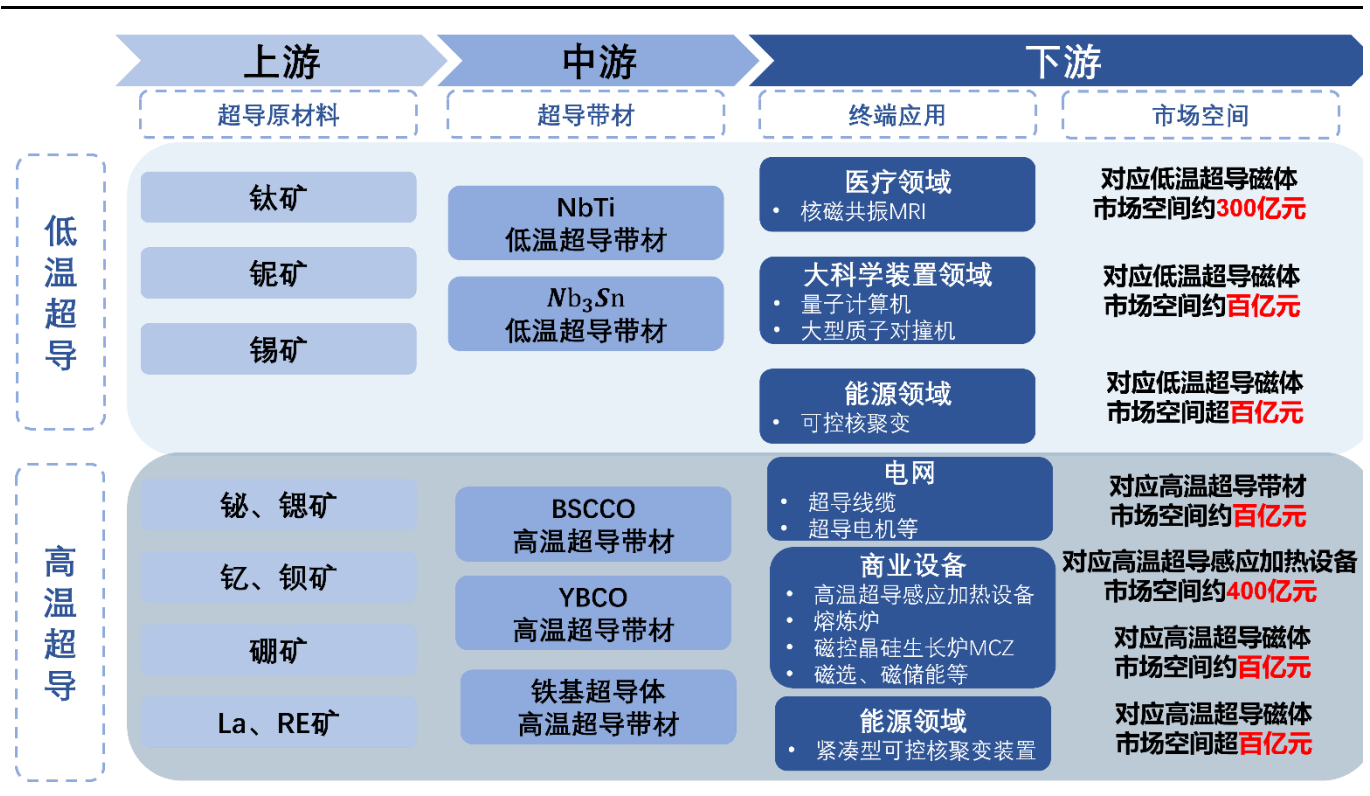 上游
中游
下游
超导原材料
超导带材
终端应用
市场空间
低温超导
钛矿
铌矿
锡矿
NbTi
低温超导带材
Nb₃Sn
低温超导带材
医疗领域
• 核磁共振MRI
对应低温超导磁体
市场空间约300亿元
大科学装置领域
• 量子计算机
• 大型质子对撞机
对应低温超导磁体
市场空间约百亿元
能源领域
• 可控核聚变
对应低温超导磁体
市场空间超百亿元
高温超导
铋、锶矿
钇、钡矿
硼矿
La、RE矿
BSCCO
高温超导带材
YBCO
高温超导带材
铁基超导体
高温超导带材
电网
• 超导线缆
• 超导电机等
对应高温超导带材
市场空间约百亿元
商业设备
• 高温超导感应加热设备
• 熔炼炉
• 磁控晶硅生长炉MCZ
• 磁选、磁储能等
对应高温超导感应加热设备
市场空间约400亿元
对应高温超导磁体
市场空间约百亿元
能源领域
• 紧凑型可控核聚变装置
对应高温超导磁体
市场空间超百亿元